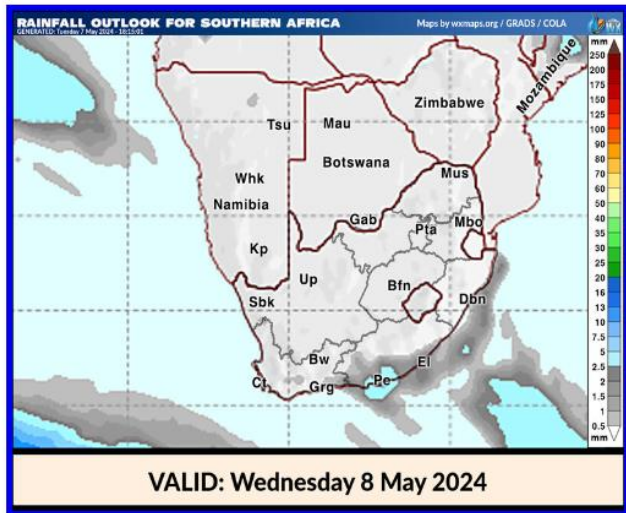 RAINFALL OUTLOOK FOR SOUTHERN AFRICA
Maps by wxmaps.org / GRADS / COLA
GENERATED: Tuesday 7 May 2024 - 18:15:01
mm
250
200
175
150
125
100
90
80
70
60
50
40
35
30
25
20
16
13
10
7.5
5
2.5
2
1.5
1
0.5
mm
Mozambique
Zimbabwe
Tsu
Mau
Botswana
Mus
Whk
Namibia
Gab
Mbo
Pta
Kp
Up
Bfn
Sbk
Dbn
Bw
El
Ct
Grg
Pe
VALID: Wednesday 8 May 2024